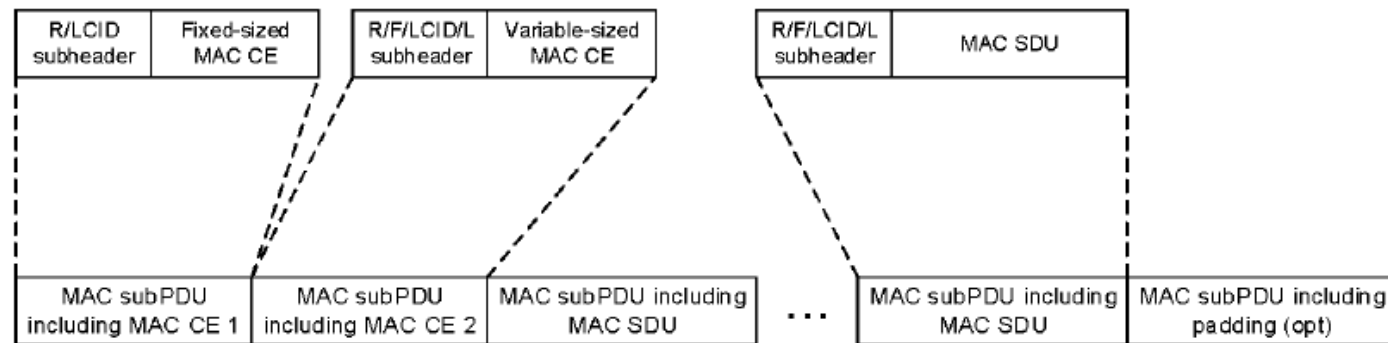 R/LCID
subheader
Fixed-sized
MAC CE
R/F/LCID/L
subheader
Variable-sized
MAC CE
R/F/LCID/L
subheader
MAC SDU
MAC subPDU
including MAC CE 1
MAC subPDU
including MAC CE 2
MAC subPDU including
MAC SDU
...
MAC subPDU including
MAC SDU
MAC subPDU including
padding (opt)